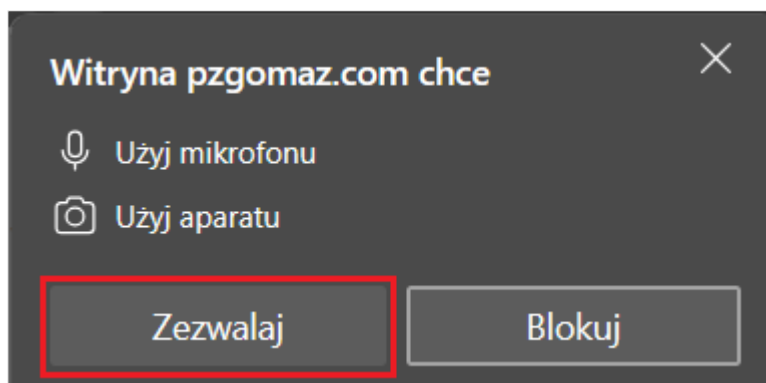 Witryna pzgomaz.com chce
Użyj mikrofonu
Użyj aparatu
Zezwalaj
Blokuj